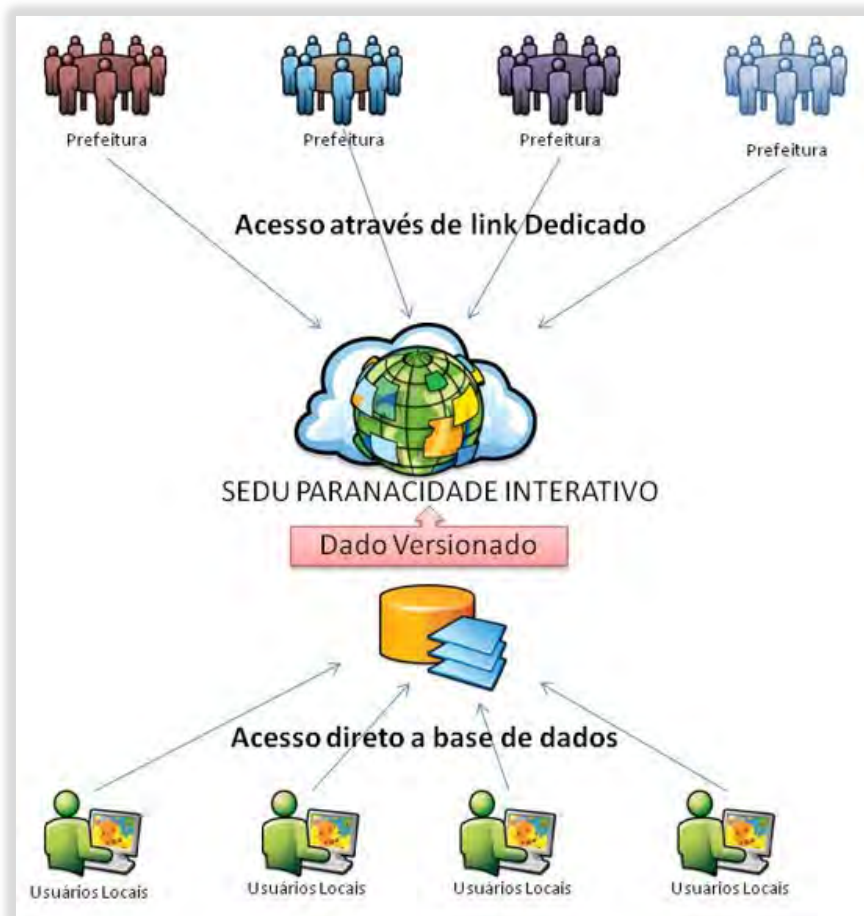 Prefeitura
Prefeitura
Prefeitura
Prefeitura
Acesso através de link Dedicado
SEDU PARANACIDADE INTERATIVO
Dado Versionado
Acesso direto a base de dados
Usuários Locais
Usuários Locais
Usuários Locais
Usuários Locais